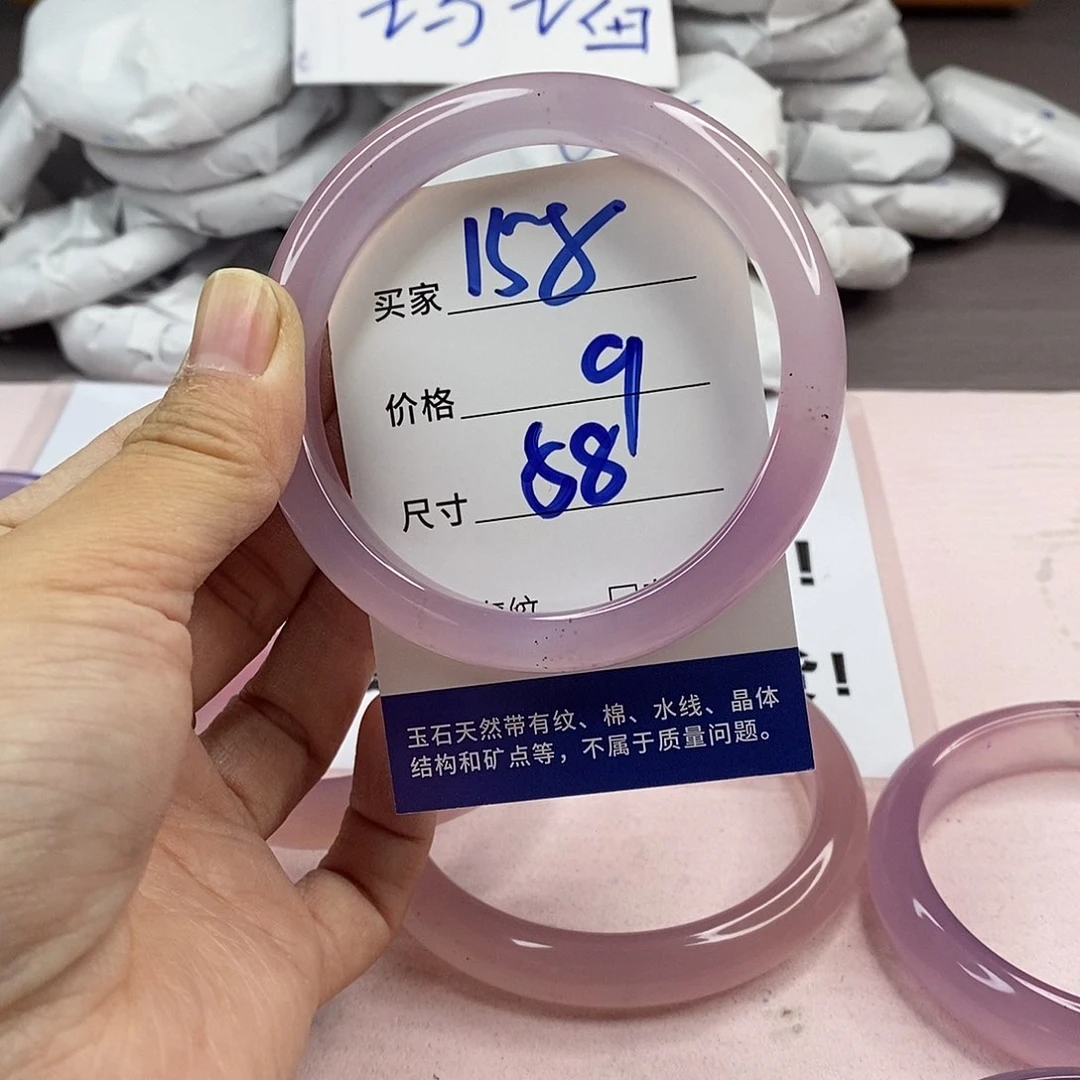 买家 158
价格 9
尺寸 58
玉石天然带有纹、棉、水线、晶体
结构和矿点等，不属于质量问题。